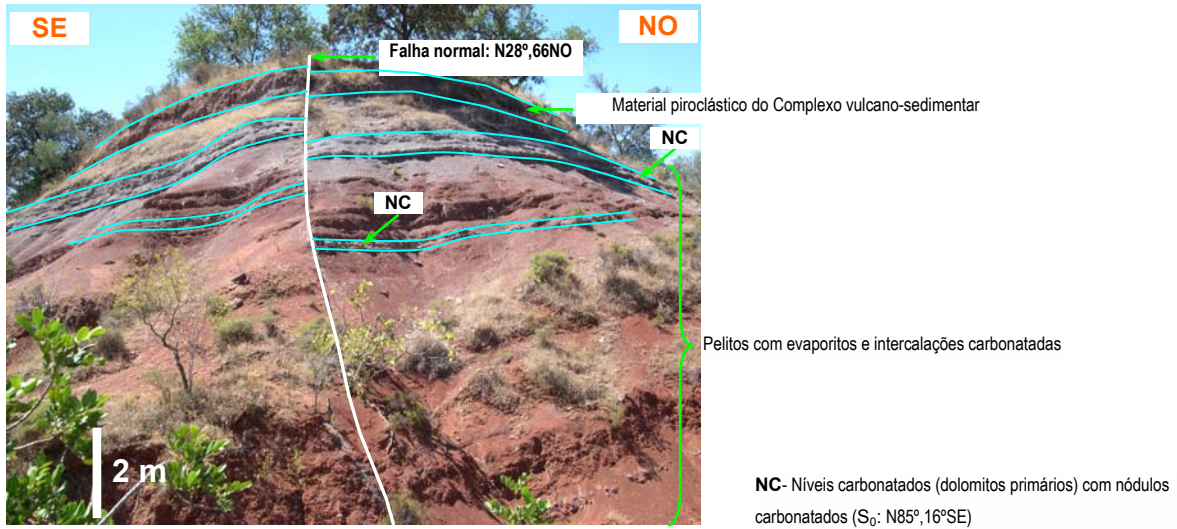 SE
NO
Falha normal: N28º,66NO
Material piroclástico do Complexo vulcano-sedimentar
NC
NC
Pelitos com evaporitos e intercalações carbonatadas
2 m
NC- Níveis carbonatados (dolomitos primários) com nódulos
carbonatados (S₀: N85º,16ºSE)